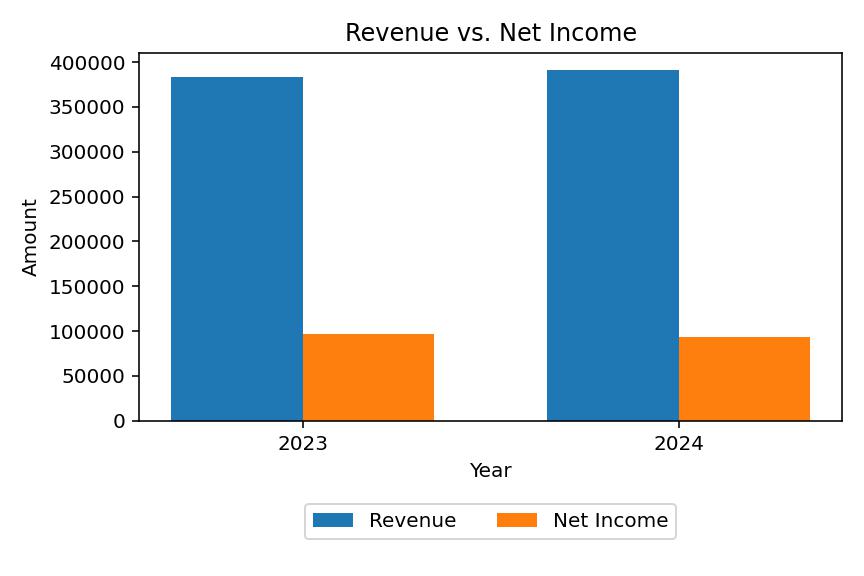 Revenue vs. Net Income
400000
350000
300000
250000
200000
150000
100000
50000
0
Amount
2023 2024
Year
Revenue Net Income